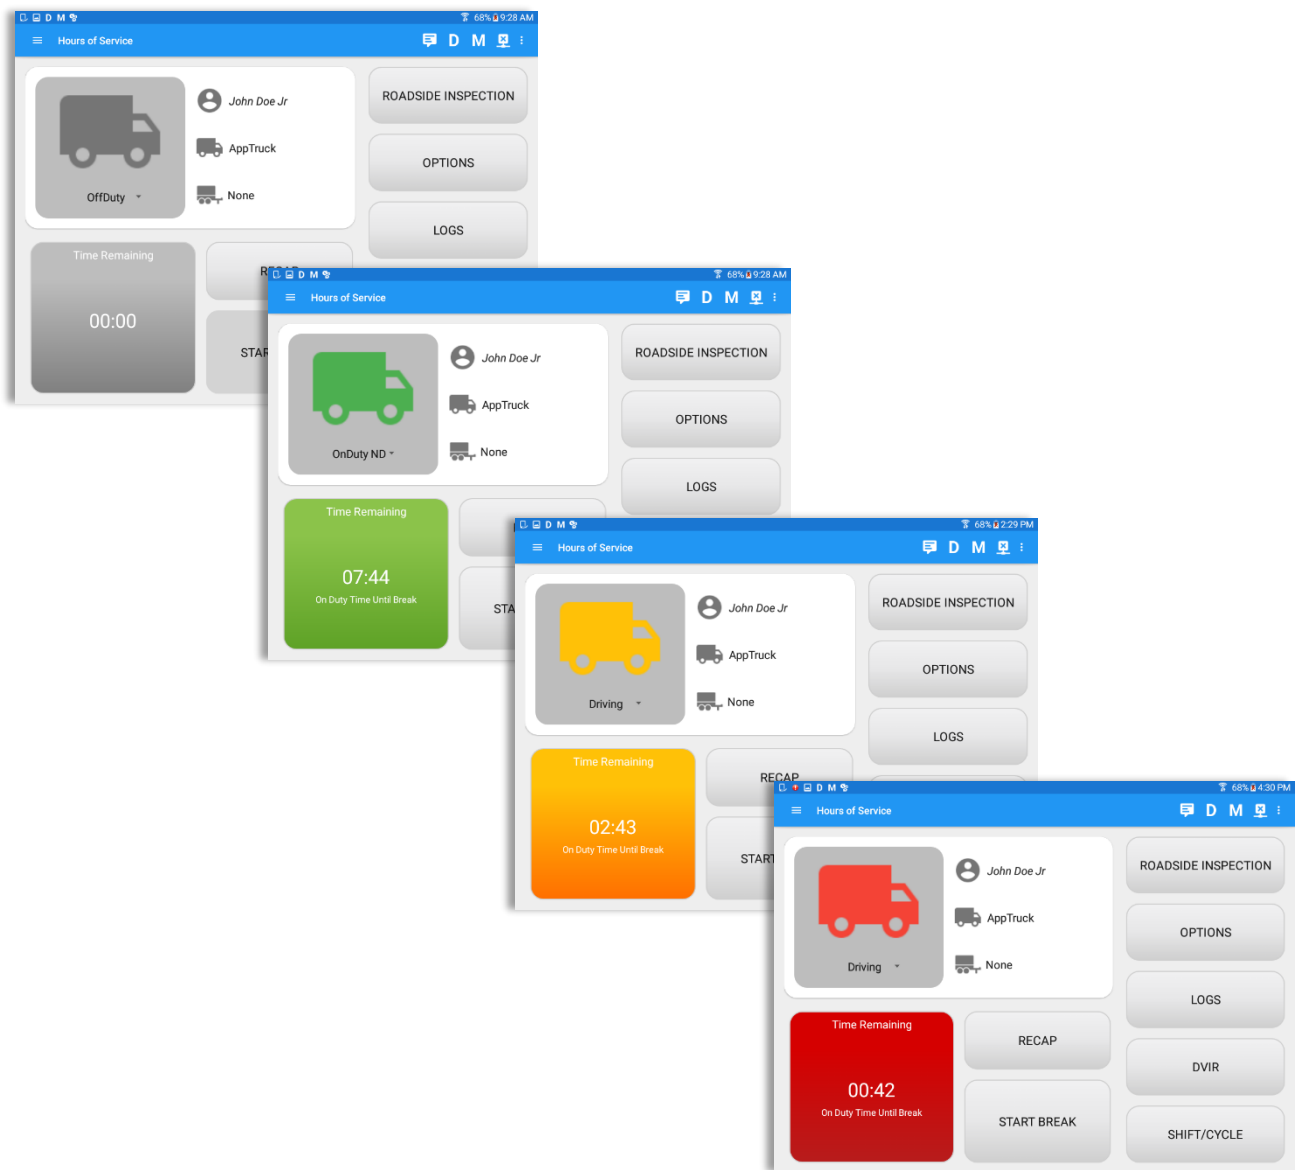 D M 68% 9:28 AM
Hours of Service D M
John Doe Jr
ROADSIDE INSPECTION
AppTruck
OPTIONS
OffDuty
None
LOGS
Time Remaining
00:00
D M 68% 9:28 AM
Hours of Service D M
John Doe Jr
ROADSIDE INSPECTION
AppTruck
OPTIONS
OnDuty ND
None
LOGS
Time Remaining
07:44
On Duty Time Until Break
D M 68% 2:29 PM
Hours of Service D M
John Doe Jr
ROADSIDE INSPECTION
AppTruck
OPTIONS
Driving
None
LOGS
Time Remaining
RECAP
02:43
On Duty Time Until Break
START
D M 68% 4:30 PM
Hours of Service D M
John Doe Jr
ROADSIDE INSPECTION
AppTruck
OPTIONS
Driving
None
LOGS
Time Remaining
RECAP
00:42
On Duty Time Until Break
START BREAK
DVIR
SHIFT/CYCLE